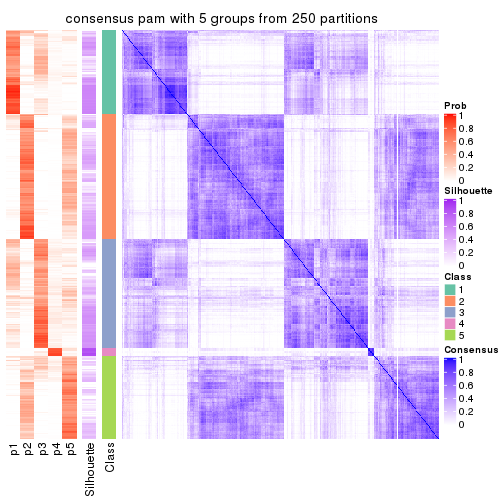 consensus pam with 5 groups from 250 partitions
Prob
1
0.8
0.6
0.4
0.2
0
Silhouette
1
0.8
0.6
0.4
0.2
0
Class
1
2
3
4
5
Consensus
1
0.8
0.6
0.4
0.2
0
p1
p2
p3
p4
p5
Silhouette
Class